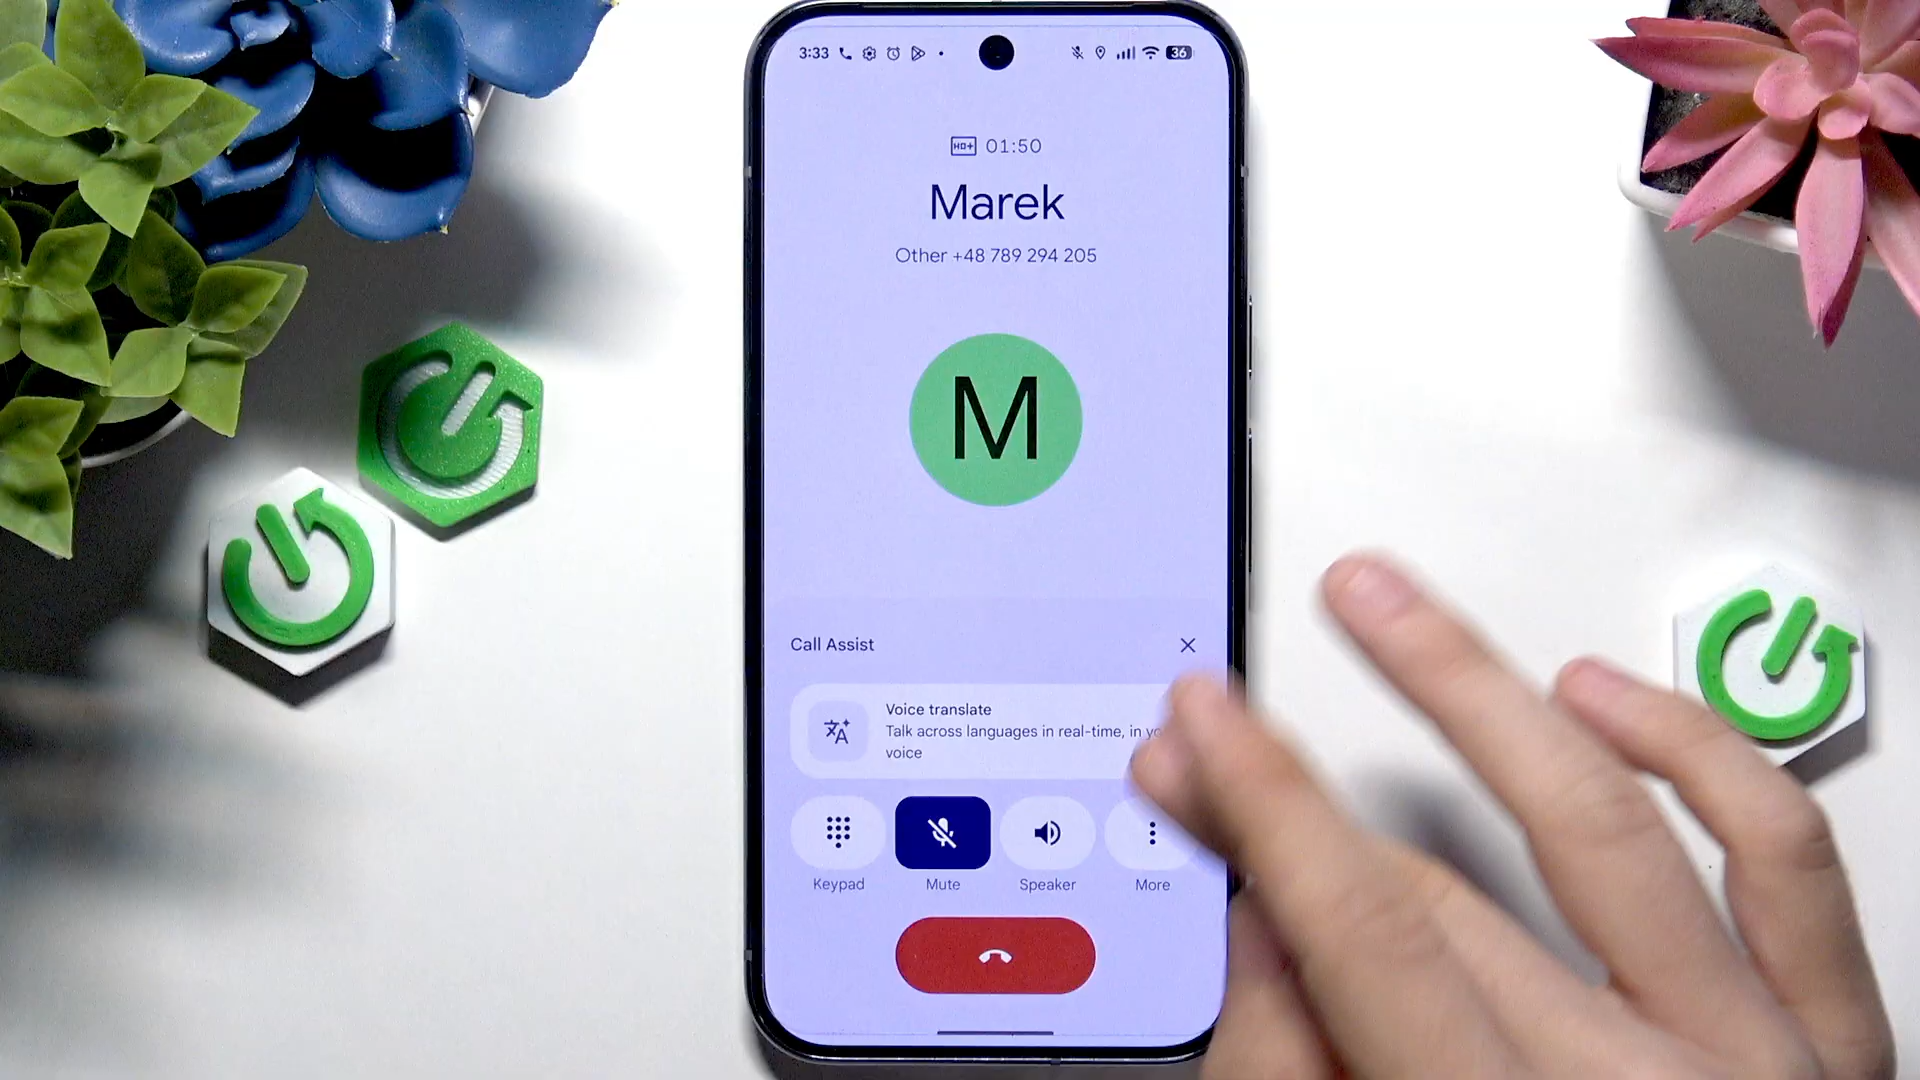 3:33 36
HD+ 01:50
Marek
Other +48 789 294 205
M
Call Assist
Voice translate
Talk across languages in real-time, in
voice
Keypad Mute Speaker More